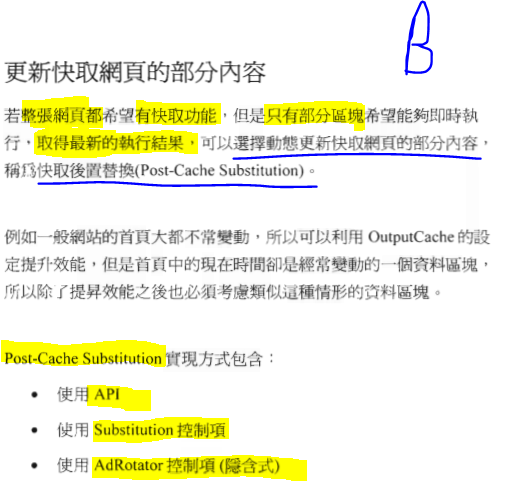 B
更新快取網頁的部分內容
若整張網頁都希望有快取功能，但是只有部分區塊希望能夠即時執
行，取得最新的執行結果，可以選擇動態更新快取網頁的部分內容，
稱爲快取後置替換(Post-Cache Substitution)。
例如一般網站的首頁大都不常變動，所以可以利用 OutputCache 的設
定提升效能，但是首頁中的現在時間卻是經常變動的一個資料區塊，
所以除了提昇效能之後也必須考慮類似這種情形的資料區塊。
Post-Cache Substitution 實現方式包含：
• 使用 API
• 使用 Substitution 控制項
• 使用 AdRotator 控制項 (隱含式)